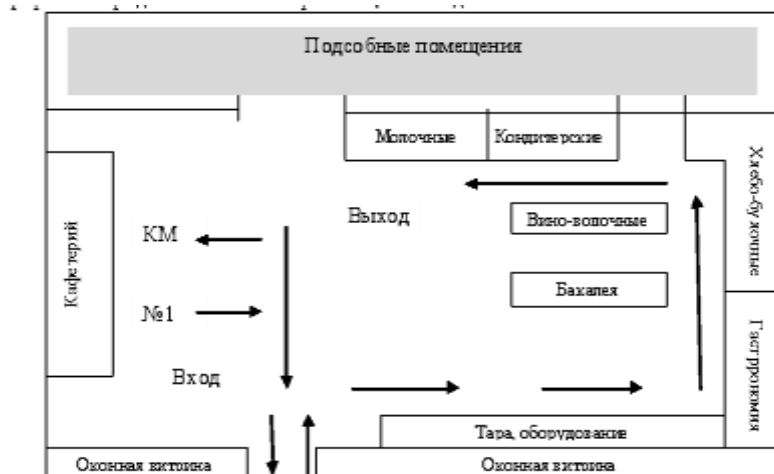 Подсобные помещения
Молочные
Кондитерские
Хлебо-булочные
Выход
Вино-водочные
КМ
Кафетерий
Бакалея
№1
Гастрономия
Вход
Тара, оборудование
Оконная витрина
Оконная витрина